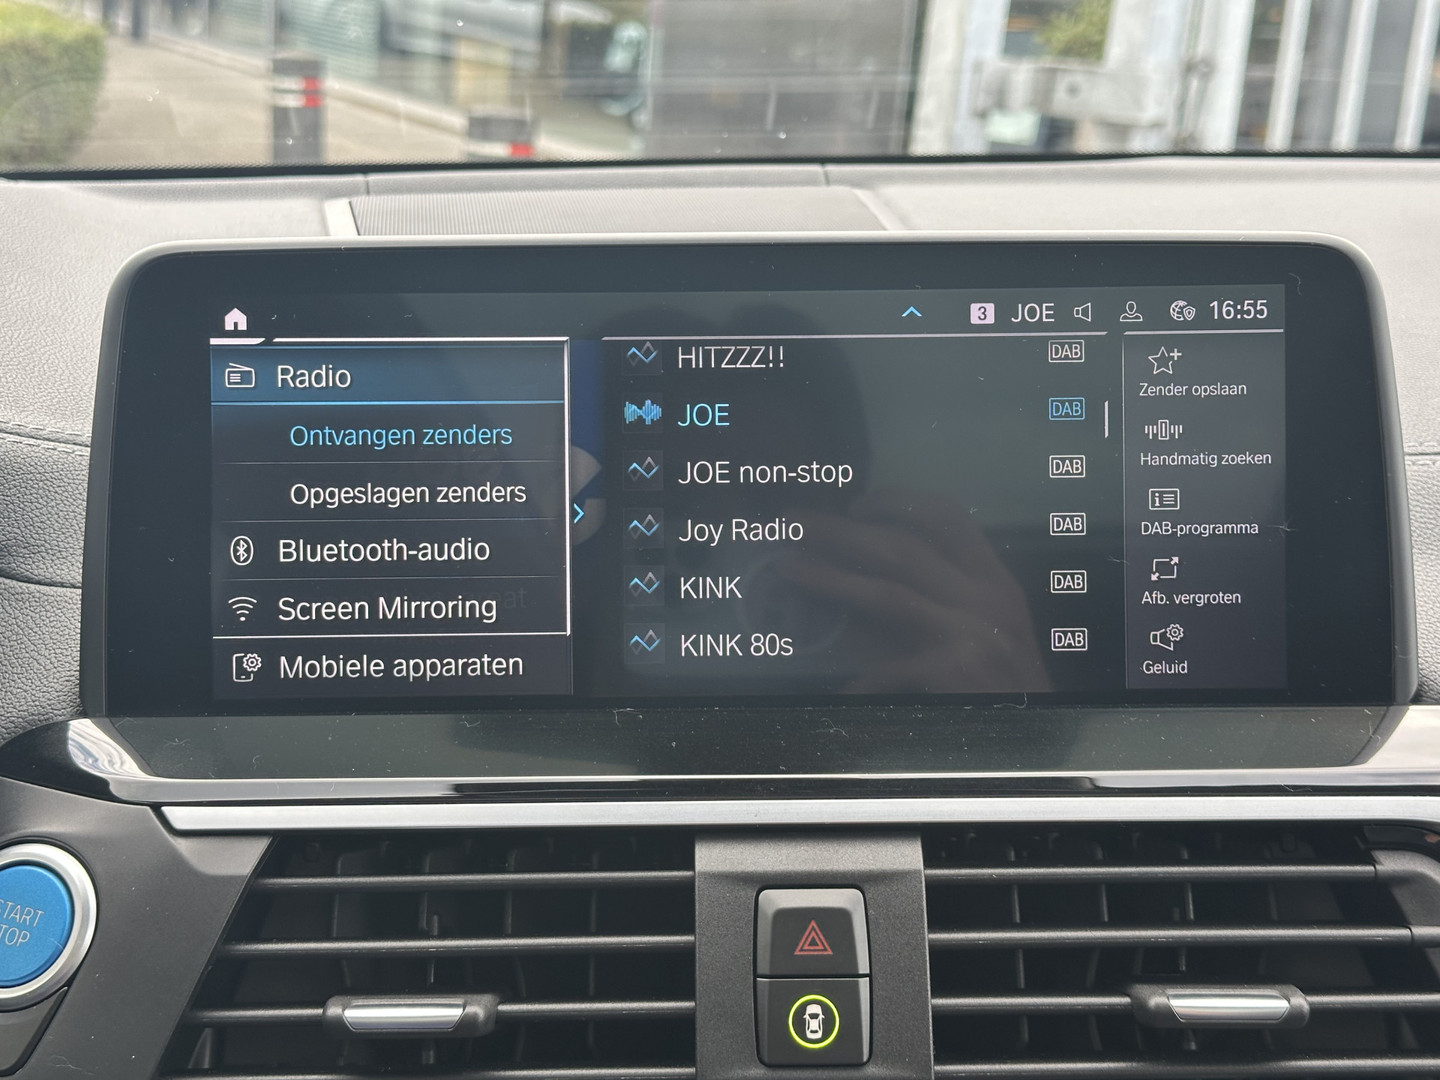 3 JOE 16:55
Radio
Ontvangen zenders
Opgeslagen zenders
Bluetooth-audio
Screen Mirroring
Mobiele apparaten
HITZZZ!! DAB
JOE DAB
JOE non-stop DAB
Joy Radio DAB
KINK DAB
KINK 80s DAB
Zender opslaan
Handmatig zoeken
DAB-programma
Afb. vergroten
Geluid
START
STOP